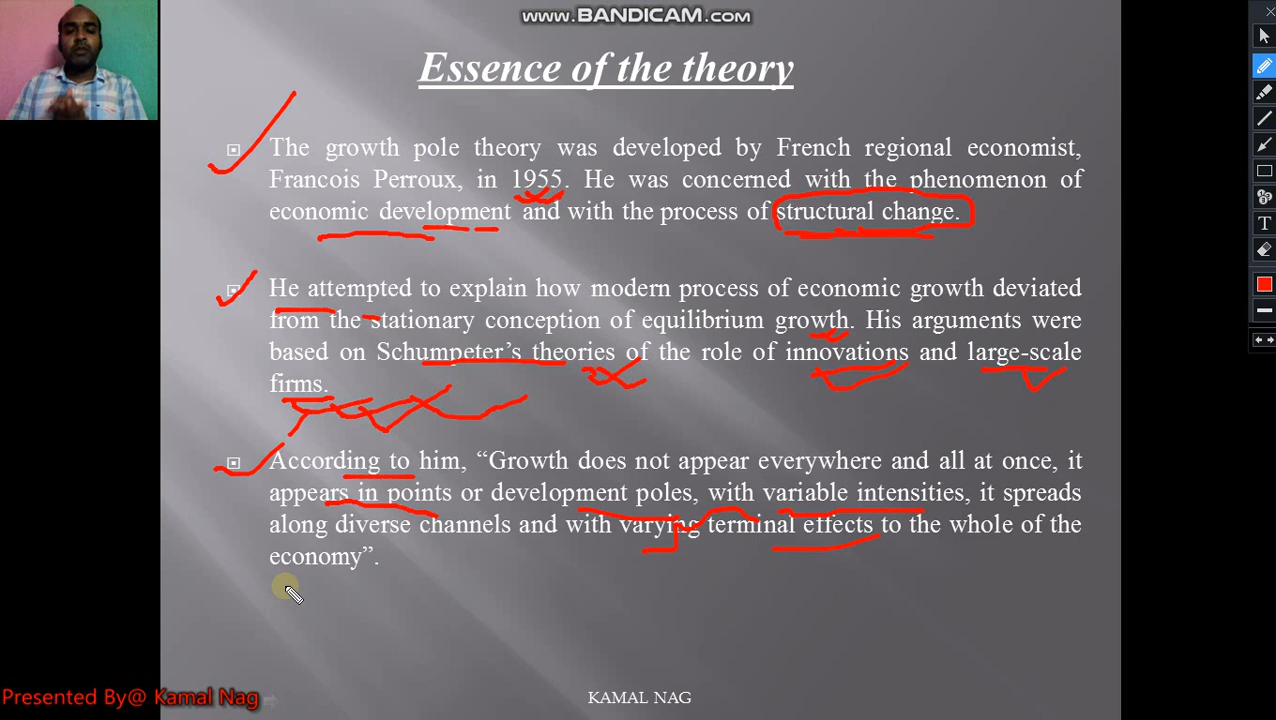 www.BANDICAM.com
Essence of the theory
The growth pole theory was developed by French regional economist,
Francois Perroux, in 1955. He was concerned with the phenomenon of
economic development and with the process of structural change.
He attempted to explain how modern process of economic growth deviated
from the stationary conception of equilibrium growth. His arguments were
based on Schumpeter’s theories of the role of innovations and large-scale
firms.
According to him, “Growth does not appear everywhere and all at once, it
appears in points or development poles, with variable intensities, it spreads
along diverse channels and with varying terminal effects to the whole of the
economy”.
Presented By@ Kamal Nag
KAMAL NAG